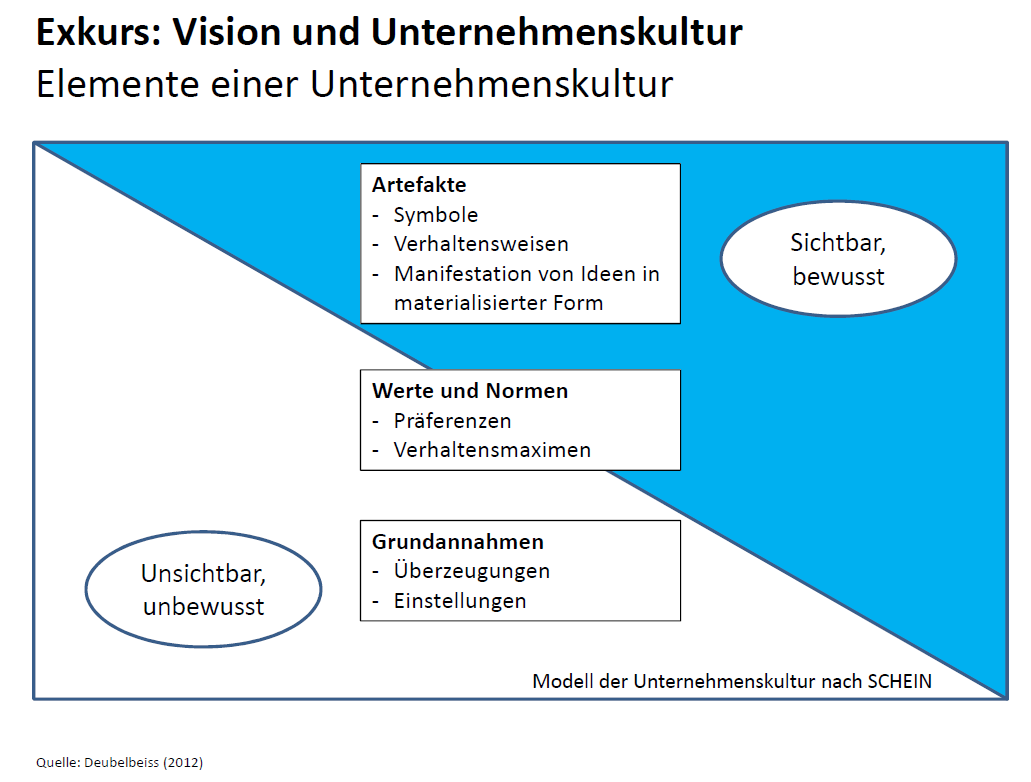 Exkurs: Vision und Unternehmenskultur
Elemente einer Unternehmenskultur
Artefakte
- Symbole
- Verhaltensweisen
- Manifestation von Ideen in
materialisierter Form
Sichtbar,
bewusst
Werte und Normen
- Präferenzen
- Verhaltensmaximen
Grundannahmen
- Überzeugungen
- Einstellungen
Unsichtbar,
unbewusst
Modell der Unternehmenskultur nach SCHEIN
Quelle: Deubelbeiss (2012)